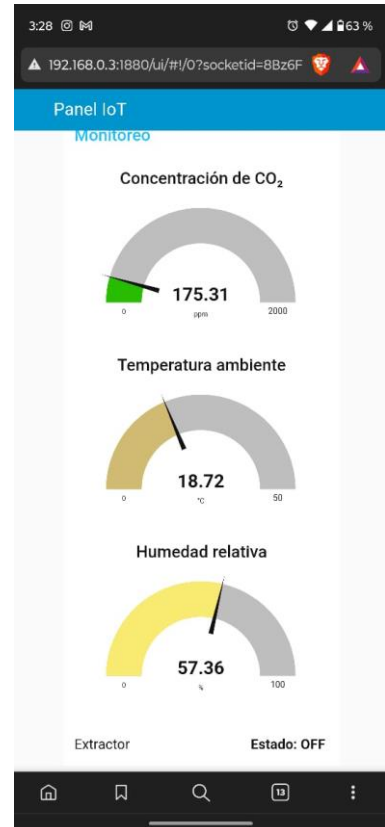 3:28 63 %
192.168.0.3:1880/ui/#!/0?socketid=8Bz6F
Panel IoT
Monitoreo
Concentración de CO₂
175.31
0 ppm 2000
Temperatura ambiente
18.72
0 °C 50
Humedad relativa
57.36
0 % 100
Extractor Estado: OFF
13